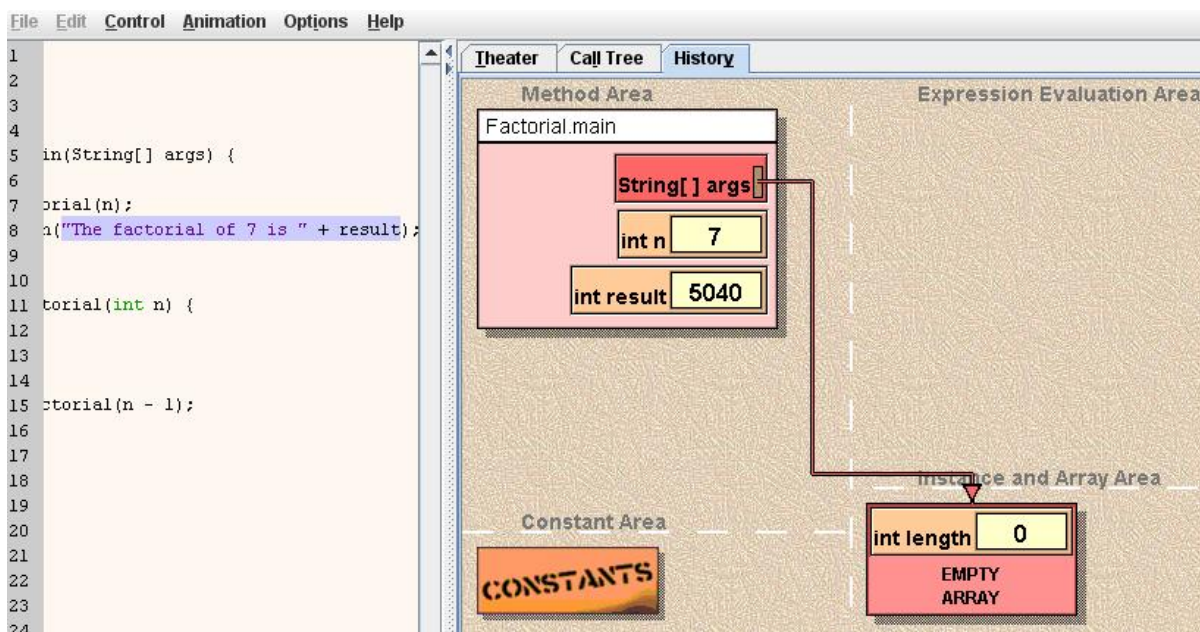 File Edit Control Animation Options Help
1
2
3
4
5 in(String[] args) {
6
7 orial(n);
8 n("The factorial of 7 is " + result);
9
10
11 torial(int n) {
12
13
14
15 ctorial(n - 1);
16
17
18
19
20
21
22
23
24
Theater Call Tree History
Method Area
Expression Evaluation Area
Factorial.main
String[ ] args
int n 7
int result 5040
Instance and Array Area
Constant Area
int length 0
EMPTY
ARRAY
CONSTANTS